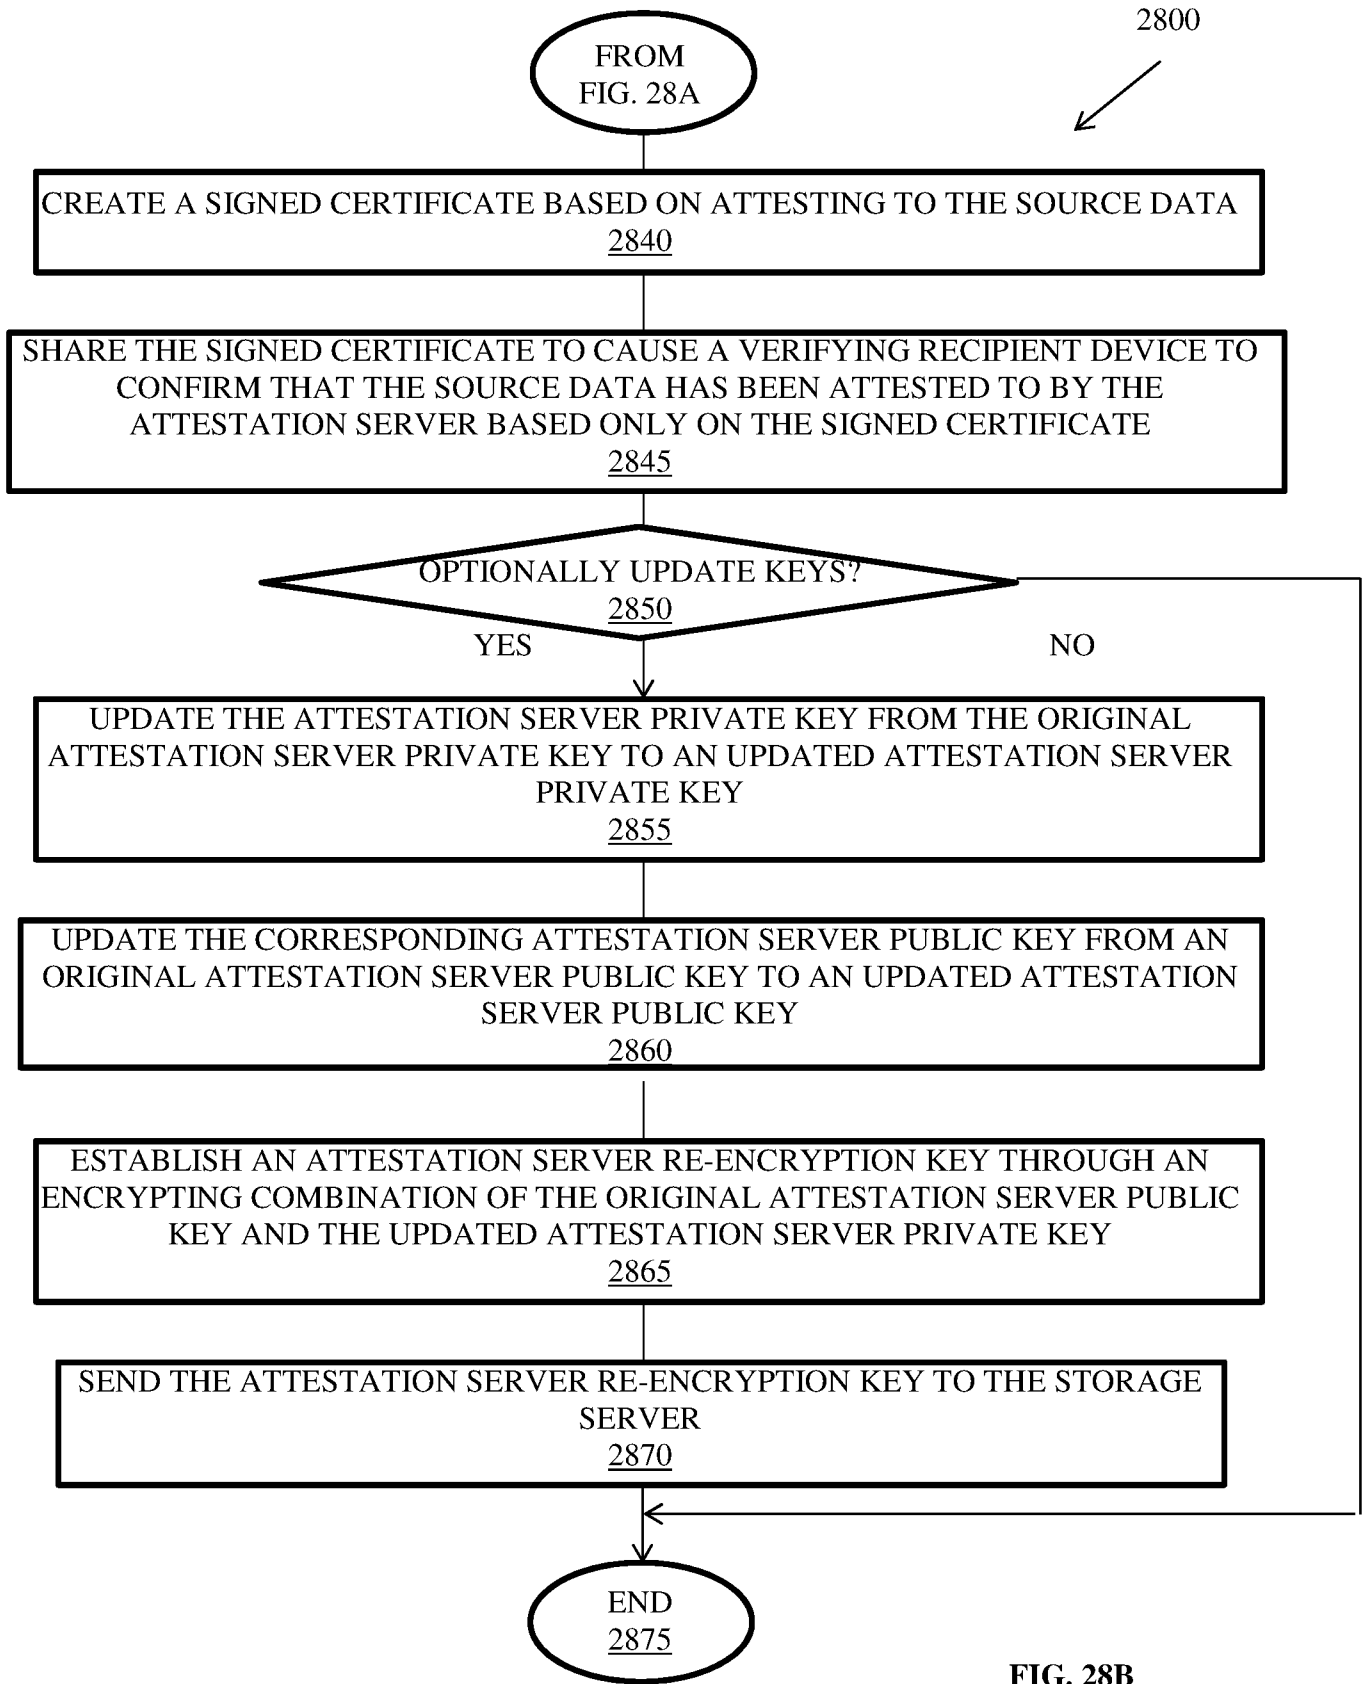 2800
FROM
FIG. 28A
CREATE A SIGNED CERTIFICATE BASED ON ATTESTING TO THE SOURCE DATA
2840
SHARE THE SIGNED CERTIFICATE TO CAUSE A VERIFYING RECIPIENT DEVICE TO
CONFIRM THAT THE SOURCE DATA HAS BEEN ATTESTED TO BY THE
ATTESTATION SERVER BASED ONLY ON THE SIGNED CERTIFICATE
2845
OPTIONALLY UPDATE KEYS?
2850
YES
NO
UPDATE THE ATTESTATION SERVER PRIVATE KEY FROM THE ORIGINAL
ATTESTATION SERVER PRIVATE KEY TO AN UPDATED ATTESTATION SERVER
PRIVATE KEY
2855
UPDATE THE CORRESPONDING ATTESTATION SERVER PUBLIC KEY FROM AN
ORIGINAL ATTESTATION SERVER PUBLIC KEY TO AN UPDATED ATTESTATION
SERVER PUBLIC KEY
2860
ESTABLISH AN ATTESTATION SERVER RE-ENCRYPTION KEY THROUGH AN
ENCRYPTING COMBINATION OF THE ORIGINAL ATTESTATION SERVER PUBLIC
KEY AND THE UPDATED ATTESTATION SERVER PRIVATE KEY
2865
SEND THE ATTESTATION SERVER RE-ENCRYPTION KEY TO THE STORAGE
SERVER
2870
END
2875
FIG. 28B